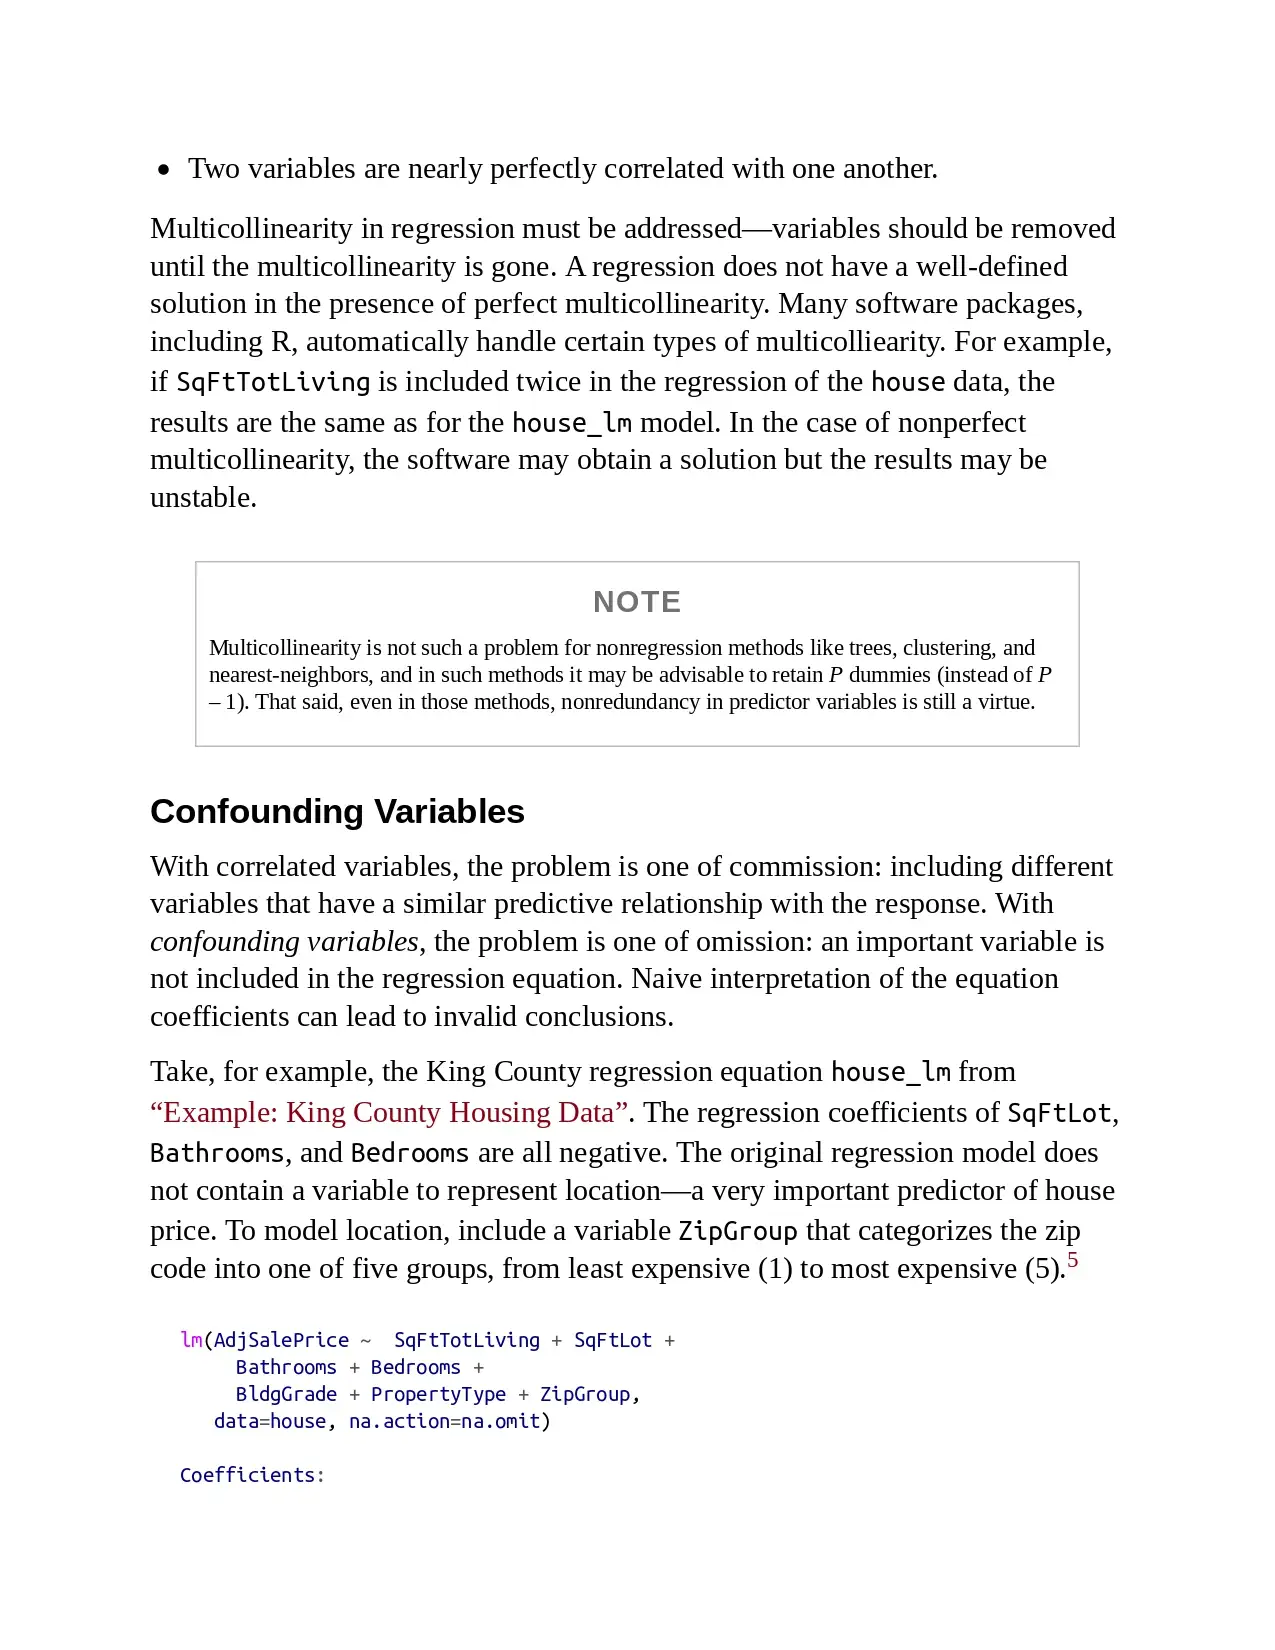 • Two variables are nearly perfectly correlated with one another.
Multicollinearity in regression must be addressed—variables should be removed
until the multicollinearity is gone. A regression does not have a well-defined
solution in the presence of perfect multicollinearity. Many software packages,
including R, automatically handle certain types of multicolliearity. For example,
if SqFtTotLiving is included twice in the regression of the house data, the
results are the same as for the house_lm model. In the case of nonperfect
multicollinearity, the software may obtain a solution but the results may be
unstable.
NOTE
Multicollinearity is not such a problem for nonregression methods like trees, clustering, and
nearest-neighbors, and in such methods it may be advisable to retain P dummies (instead of P
– 1). That said, even in those methods, nonredundancy in predictor variables is still a virtue.
Confounding Variables
With correlated variables, the problem is one of commission: including different
variables that have a similar predictive relationship with the response. With
confounding variables, the problem is one of omission: an important variable is
not included in the regression equation. Naive interpretation of the equation
coefficients can lead to invalid conclusions.
Take, for example, the King County regression equation house_lm from
“Example: King County Housing Data”. The regression coefficients of SqFtLot,
Bathrooms, and Bedrooms are all negative. The original regression model does
not contain a variable to represent location—a very important predictor of house
price. To model location, include a variable ZipGroup that categorizes the zip
code into one of five groups, from least expensive (1) to most expensive (5).5
lm(AdjSalePrice ~  SqFtTotLiving + SqFtLot +
     Bathrooms + Bedrooms +
     BldgGrade + PropertyType + ZipGroup,
   data=house, na.action=na.omit)
Coefficients: